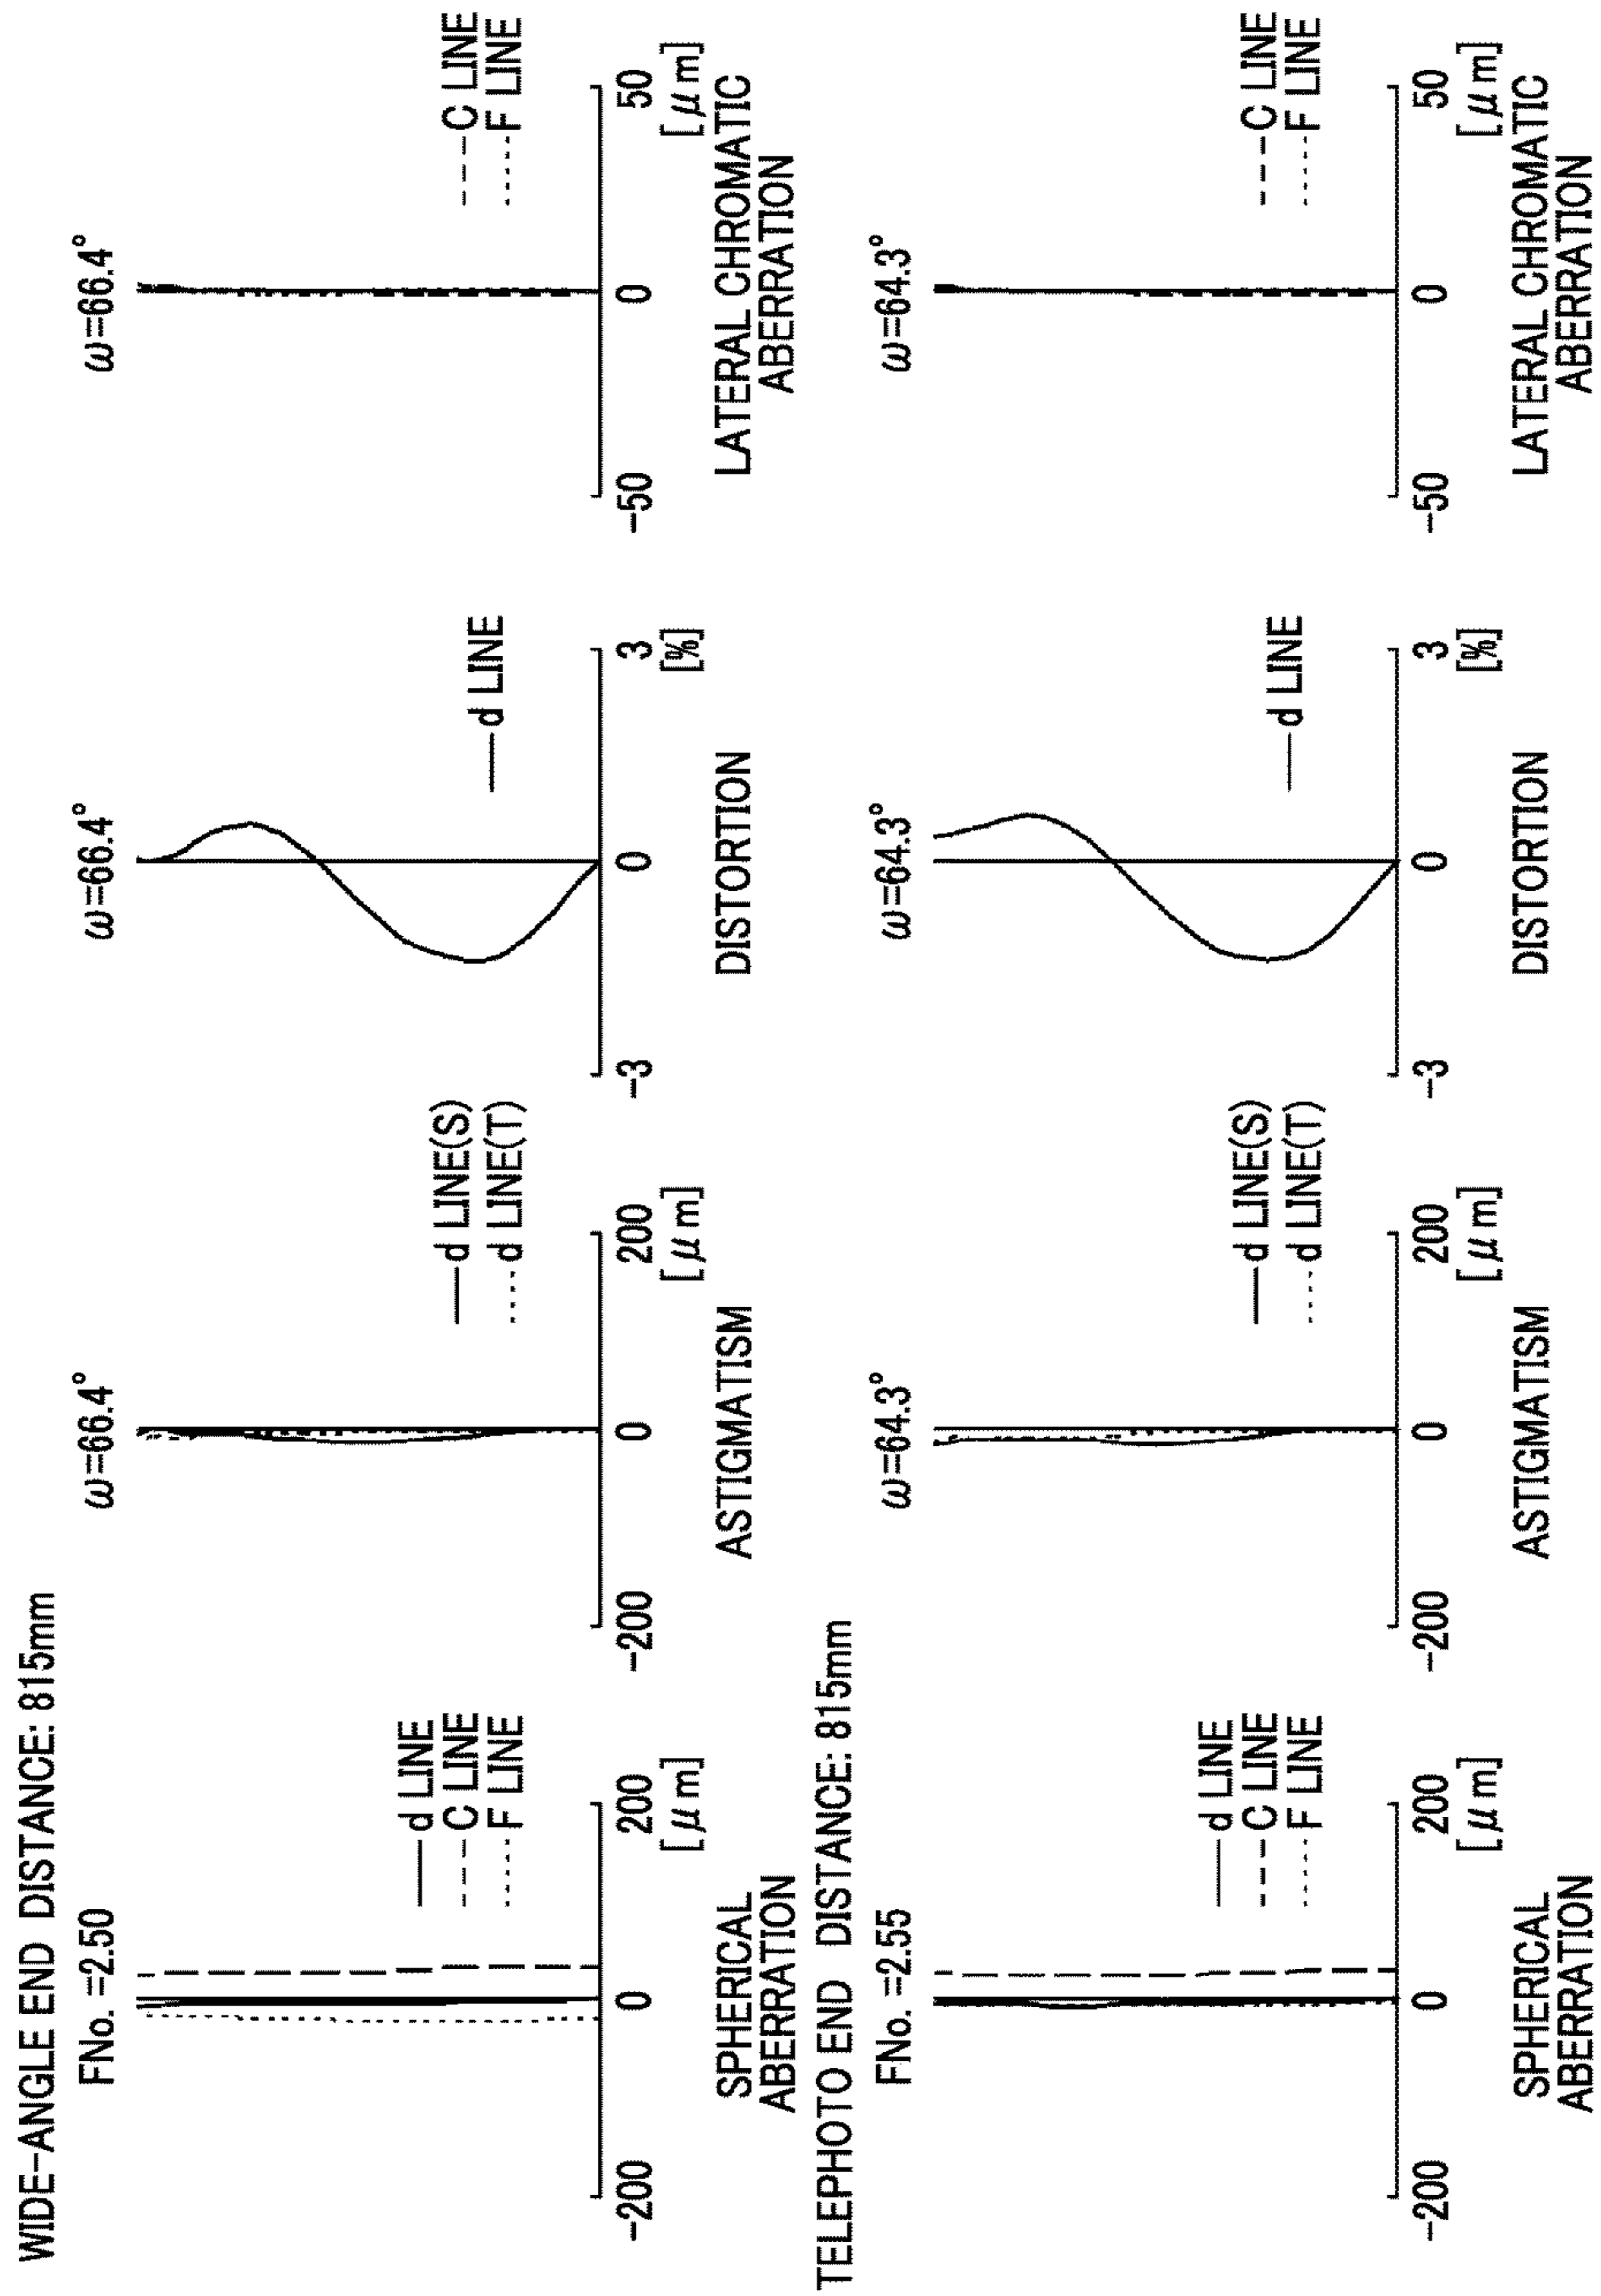 WIDE-ANGLE END DISTANCE: 815mm
FNo. =2.50
d LINE
C LINE
F LINE
-200 0 200
[μm]
SPHERICAL
ABERRATION
ω=66.4°
d LINE(S)
d LINE(T)
-200 0 200
[μm]
ASTIGMATISM
ω=66.4°
d LINE
-3 0 3
[%]
DISTORTION
ω=66.4°
C LINE
F LINE
-50 0 50
[μm]
LATERAL CHROMATIC
ABERRATION
TELEPHOTO END DISTANCE: 815mm
FNo. =2.55
d LINE
C LINE
F LINE
-200 0 200
[μm]
SPHERICAL
ABERRATION
ω=64.3°
d LINE(S)
d LINE(T)
-200 0 200
[μm]
ASTIGMATISM
ω=64.3°
d LINE
-3 0 3
[%]
DISTORTION
ω=64.3°
C LINE
F LINE
-50 0 50
[μm]
LATERAL CHROMATIC
ABERRATION